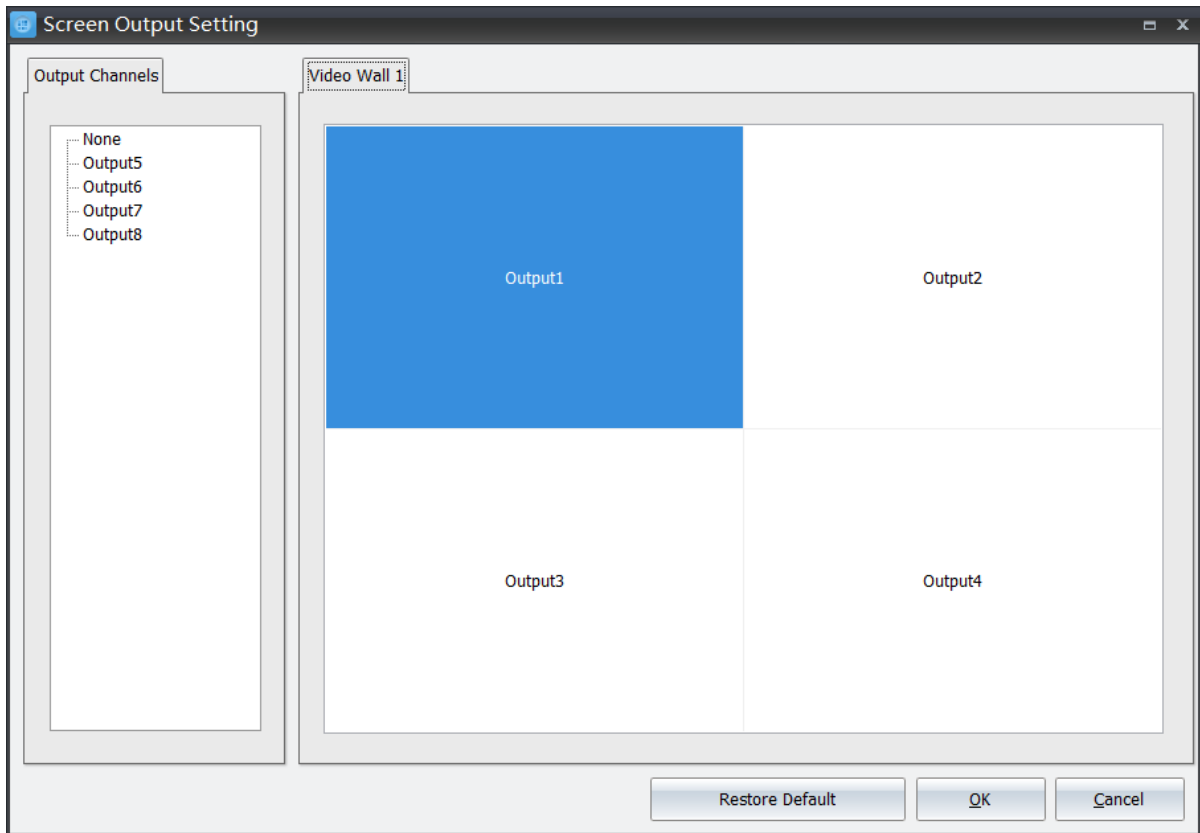 Screen Output Setting
Output Channels
Video Wall 1
None
Output5
Output6
Output7
Output8
Output1
Output2
Output3
Output4
Restore Default
OK
Cancel